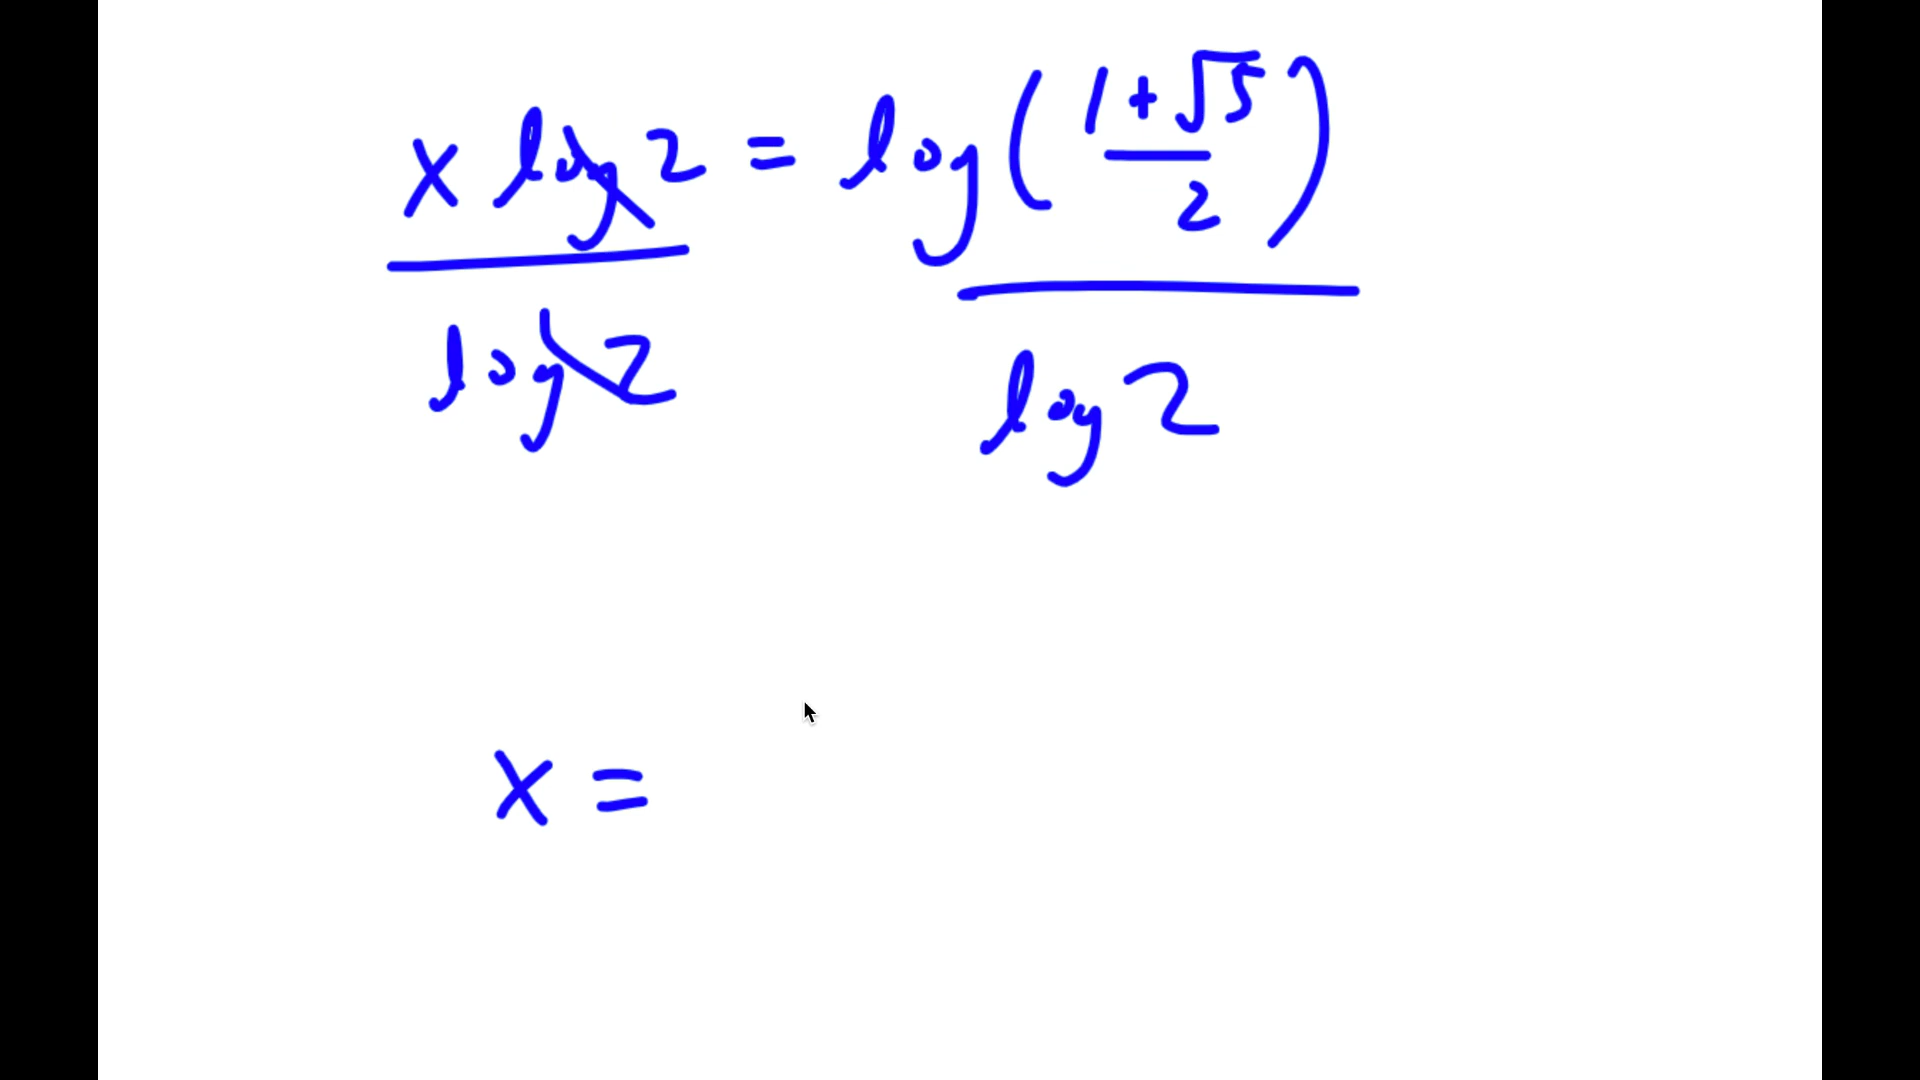 x log 2 = log((1+√5)/2)
log 2 log 2
x =